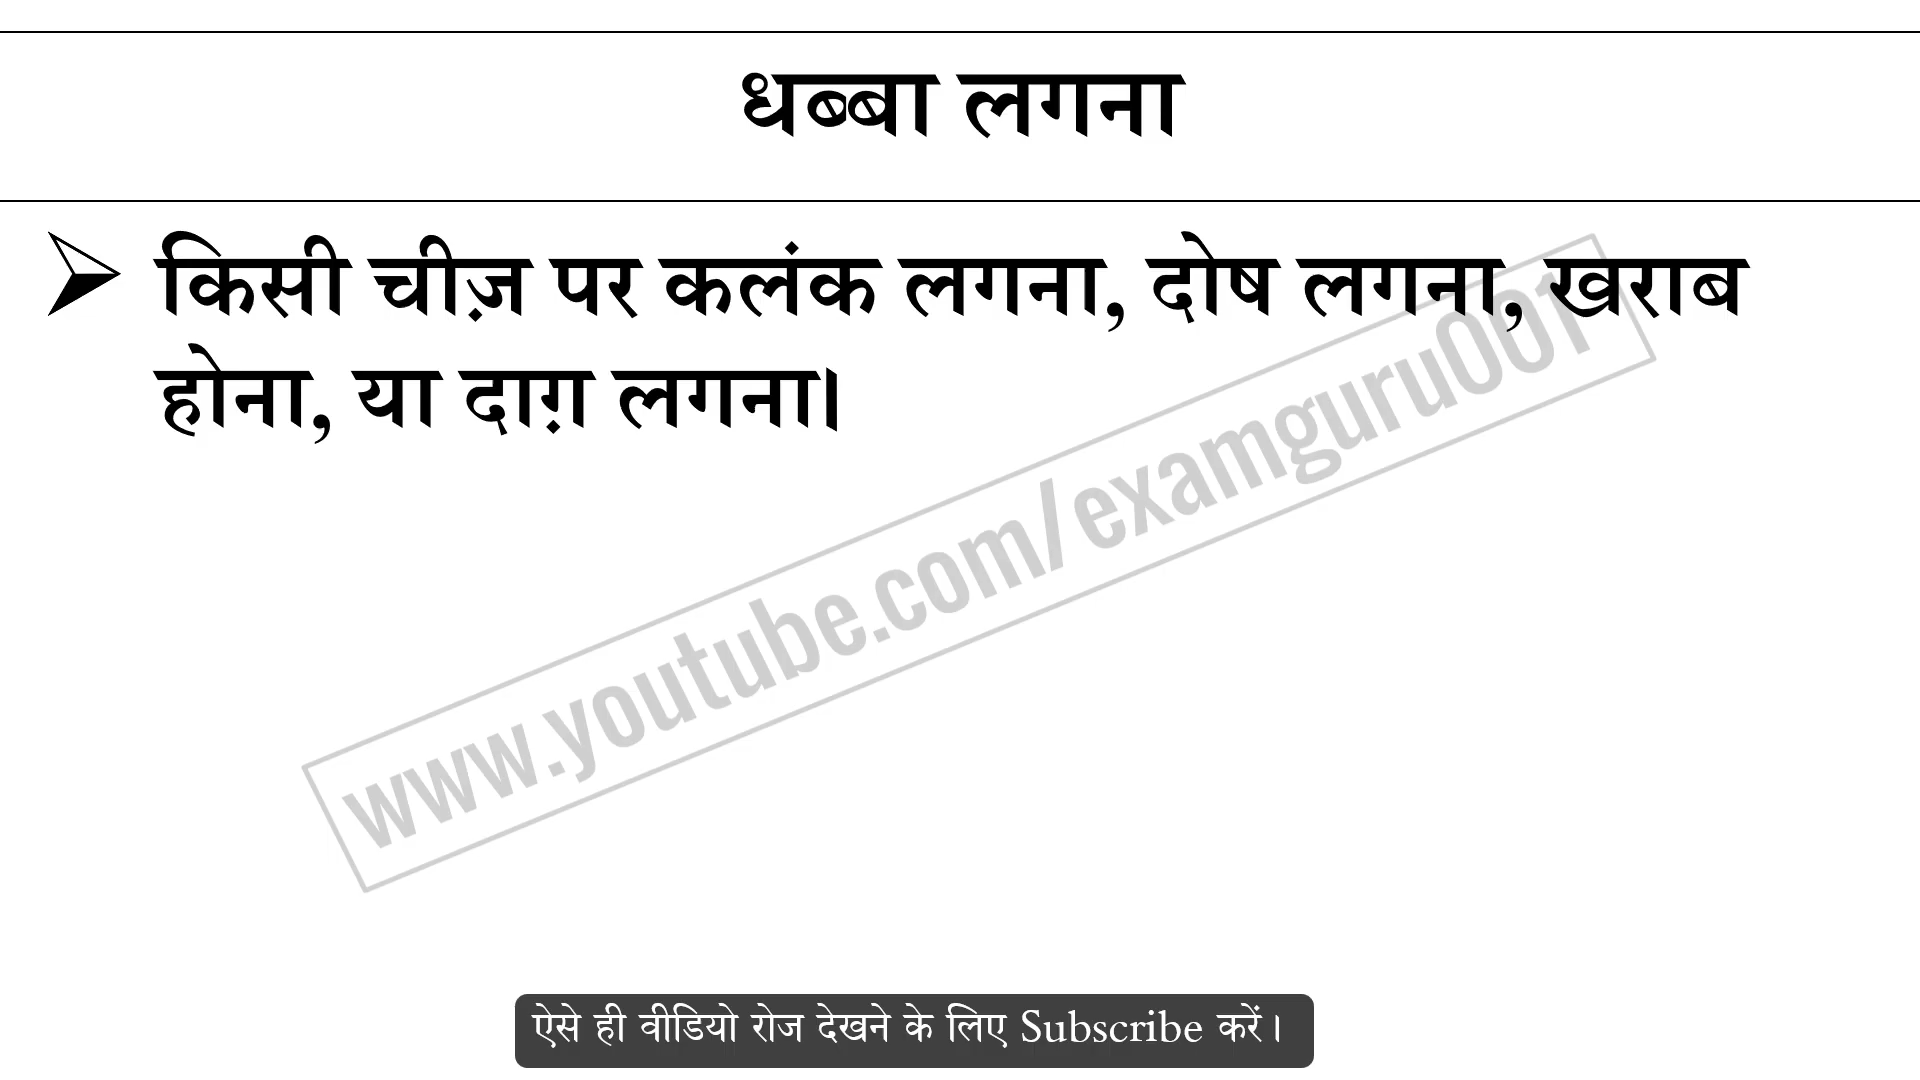 धब्बा लगना
किसी चीज़ पर कलंक लगना, दोष लगना, खराब
होना, या दाग़ लगना।
www.youtube.com/examguru001
ऐसे ही वीडियो रोज देखने के लिए Subscribe करें।